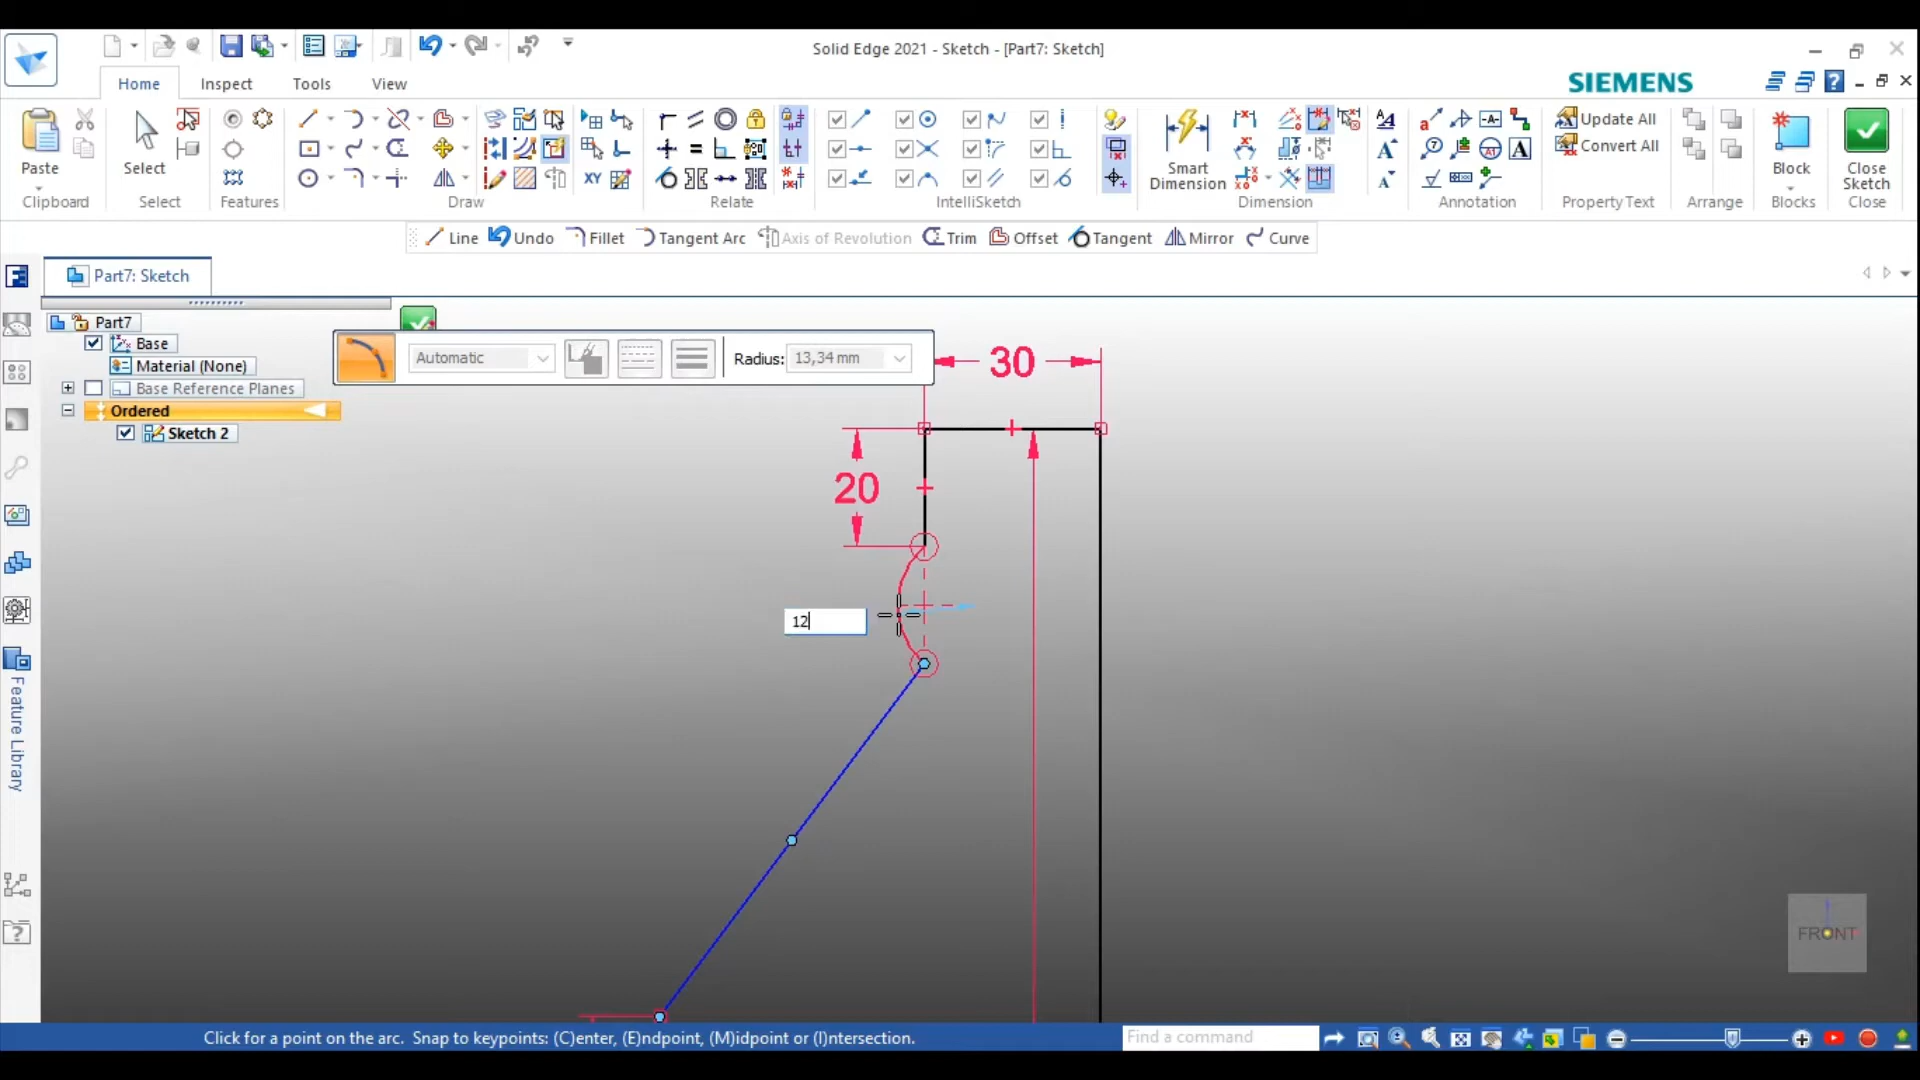 Solid Edge 2021 - Sketch - [Part7: Sketch]
Home Inspect Tools View
SIEMENS
Paste
Select
Smart
Dimension
Update All
Convert All
Block
Close
Sketch
Clipboard Select Features Draw Relate IntelliSketch Dimension Annotation Property Text Arrange Blocks Close
Line Undo Fillet Tangent Arc Axis of Revolution Trim Offset Tangent Mirror Curve
Part7: Sketch
Part7
Base
Material (None)
Base Reference Planes
Ordered
Sketch 2
Automatic Radius: 13,34 mm
30
20
12
Feature Library
FRONT
Click for a point on the arc. Snap to keypoints: (C)enter, (E)ndpoint, (M)idpoint or (I)ntersection.
Find a command